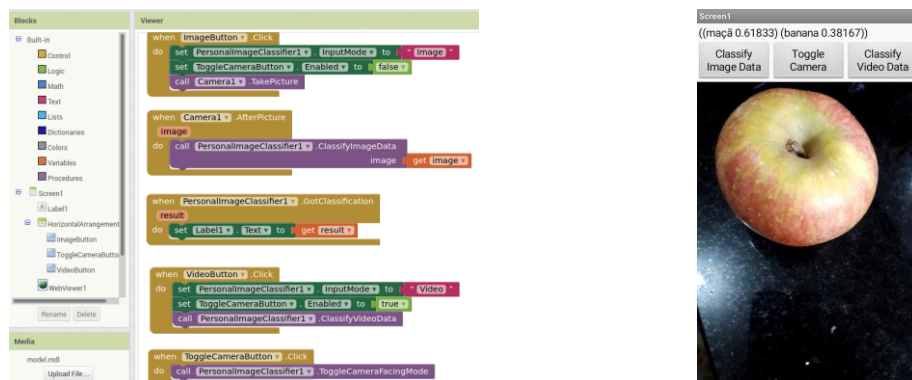 Blocks
Built-in
Control
Logic
Math
Text
Lists
Dictionaries
Colors
Variables
Procedures
Screen1
Label1
HorizontalArrangement
ImageButton
ToggleCameraButto
VideoButton
WebViewer1
Rename Delete
Media
model.mdl
Upload File ...
Viewer
when ImageButton .Click
do set PersonalImageClassifier1 . InputMode to " Image "
set ToggleCameraButton . Enabled to false
call Camera1 .TakePicture
when Camera1 .AfterPicture
image
do call PersonalImageClassifier1 .ClassifyImageData
image get image
when PersonalImageClassifier1 .GotClassification
result
do set Label1 . Text to get result
when VideoButton .Click
do set PersonalImageClassifier1 . InputMode to " Video "
set ToggleCameraButton . Enabled to true
call PersonalImageClassifier1 .ClassifyVideoData
when ToggleCameraButton .Click
do call PersonalImageClassifier1 .ToggleCameraFacingMode
Screen1
((maçã 0.61833) (banana 0.38167))
Classify Image Data
Toggle Camera
Classify Video Data